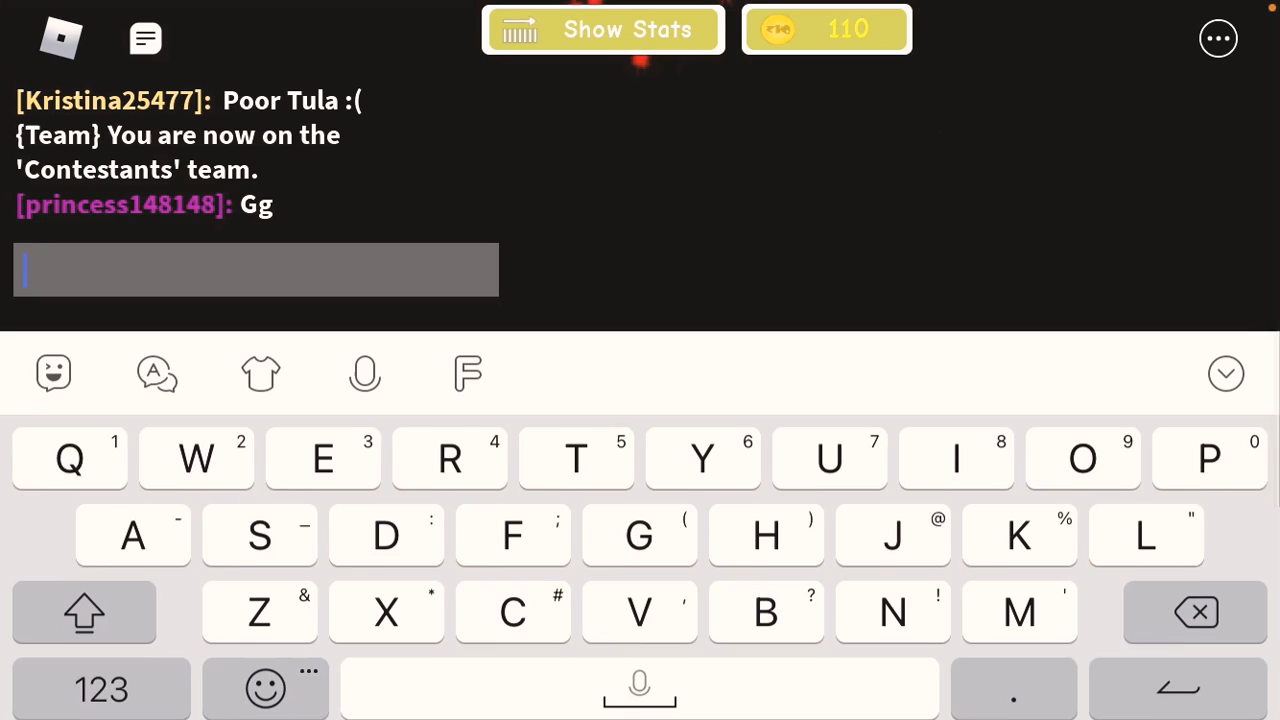 Show Stats
110
[Kristina25477]: Poor Tula :(
{Team} You are now on the
'Contestants' team.
[princess148148]: Gg
A F
Q 1 W 2 E 3 R 4 T 5 Y 6 U 7 I 8 O 9 P 0
A - S _ D : F ; G ( H ) J @ K % L "
Z & X * C # V , B ? N ! M '
123 .